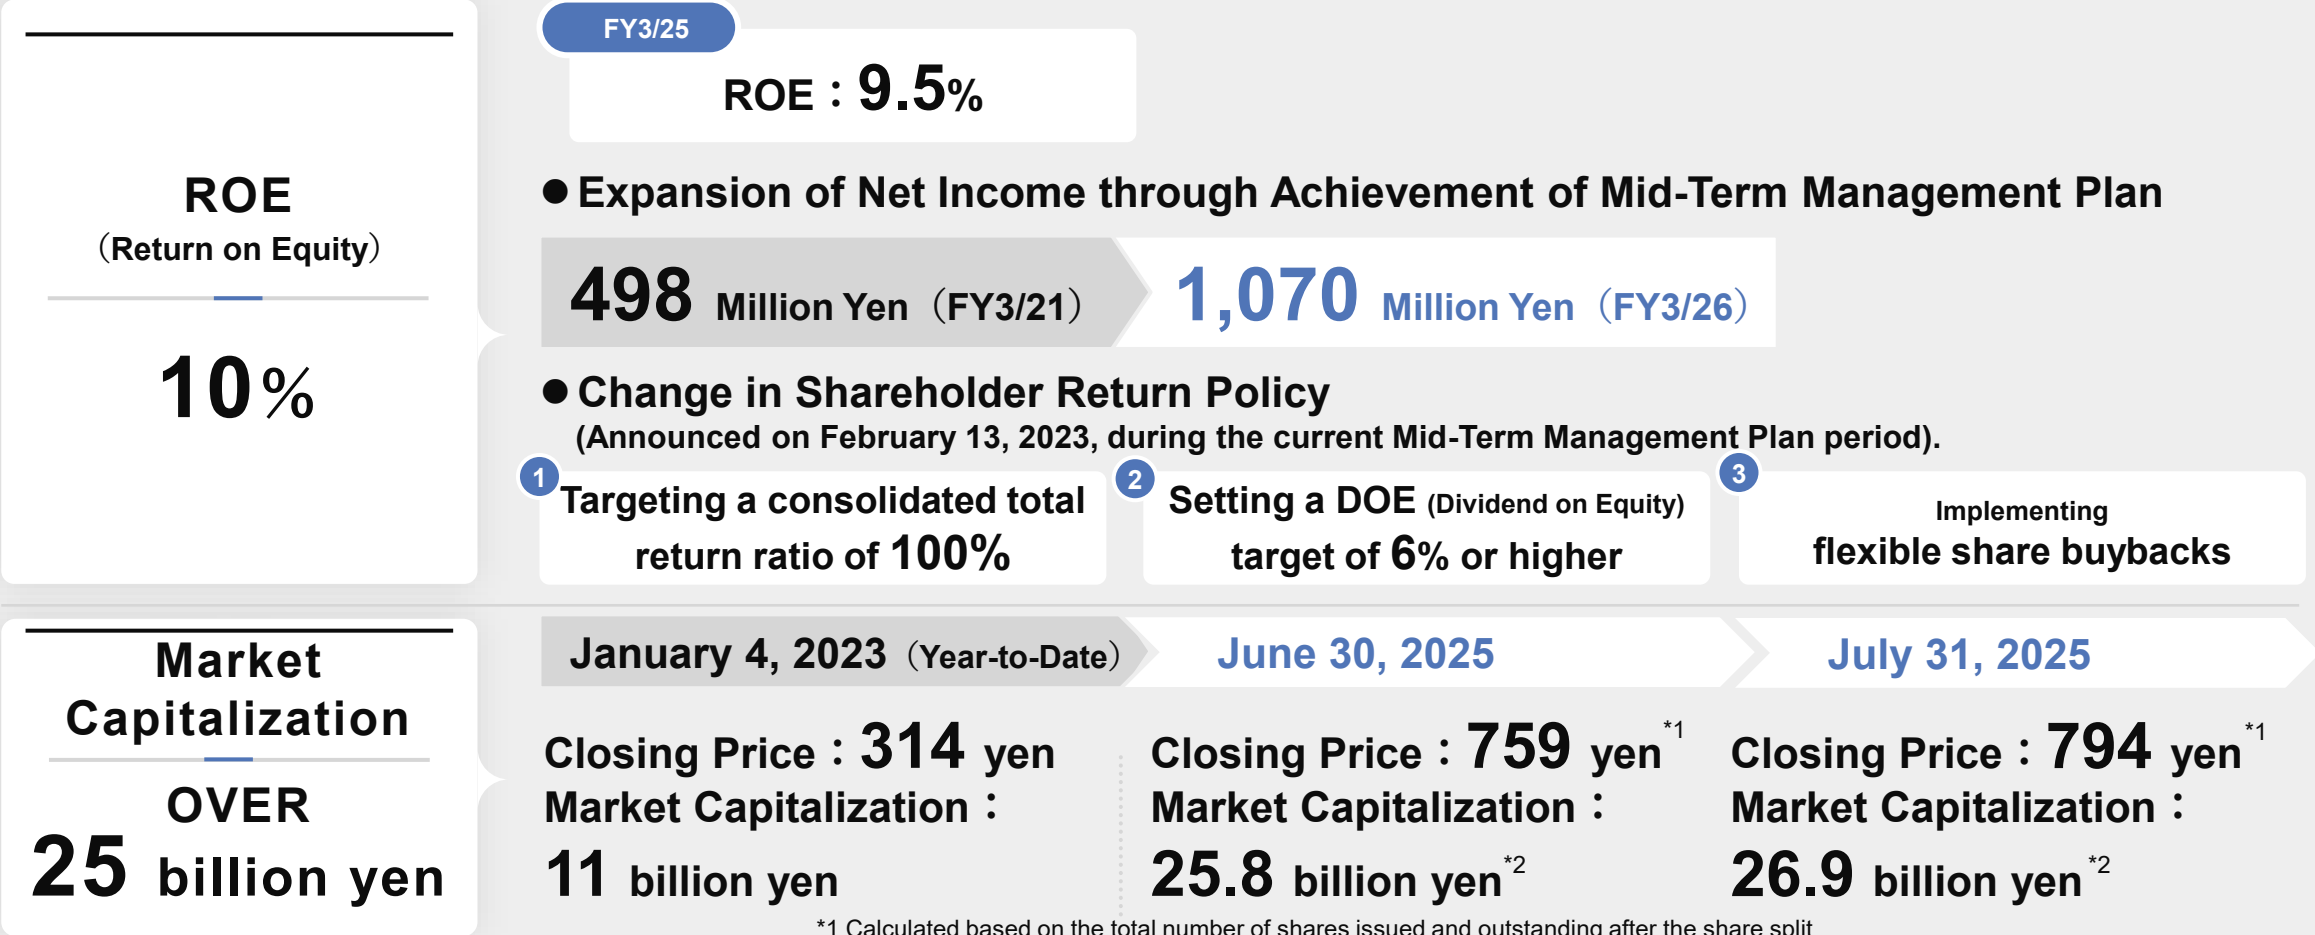 ROE
（Return on Equity）
10%
FY3/25
ROE：9.5%
● Expansion of Net Income through Achievement of Mid-Term Management Plan
498 Million Yen（FY3/21）
1,070 Million Yen（FY3/26）
● Change in Shareholder Return Policy
(Announced on February 13, 2023, during the current Mid-Term Management Plan period).
1
Targeting a consolidated total
return ratio of 100%
2
Setting a DOE (Dividend on Equity)
target of 6% or higher
3
Implementing
flexible share buybacks
Market
Capitalization
OVER
25 billion yen
January 4, 2023（Year-to-Date）
Closing Price：314 yen
Market Capitalization：
11 billion yen
June 30, 2025
Closing Price：759 yen*1
Market Capitalization：
25.8 billion yen*2
July 31, 2025
Closing Price：794 yen*1
Market Capitalization：
26.9 billion yen*2
*1 Calculated based on the total number of shares issued and outstanding after the share split